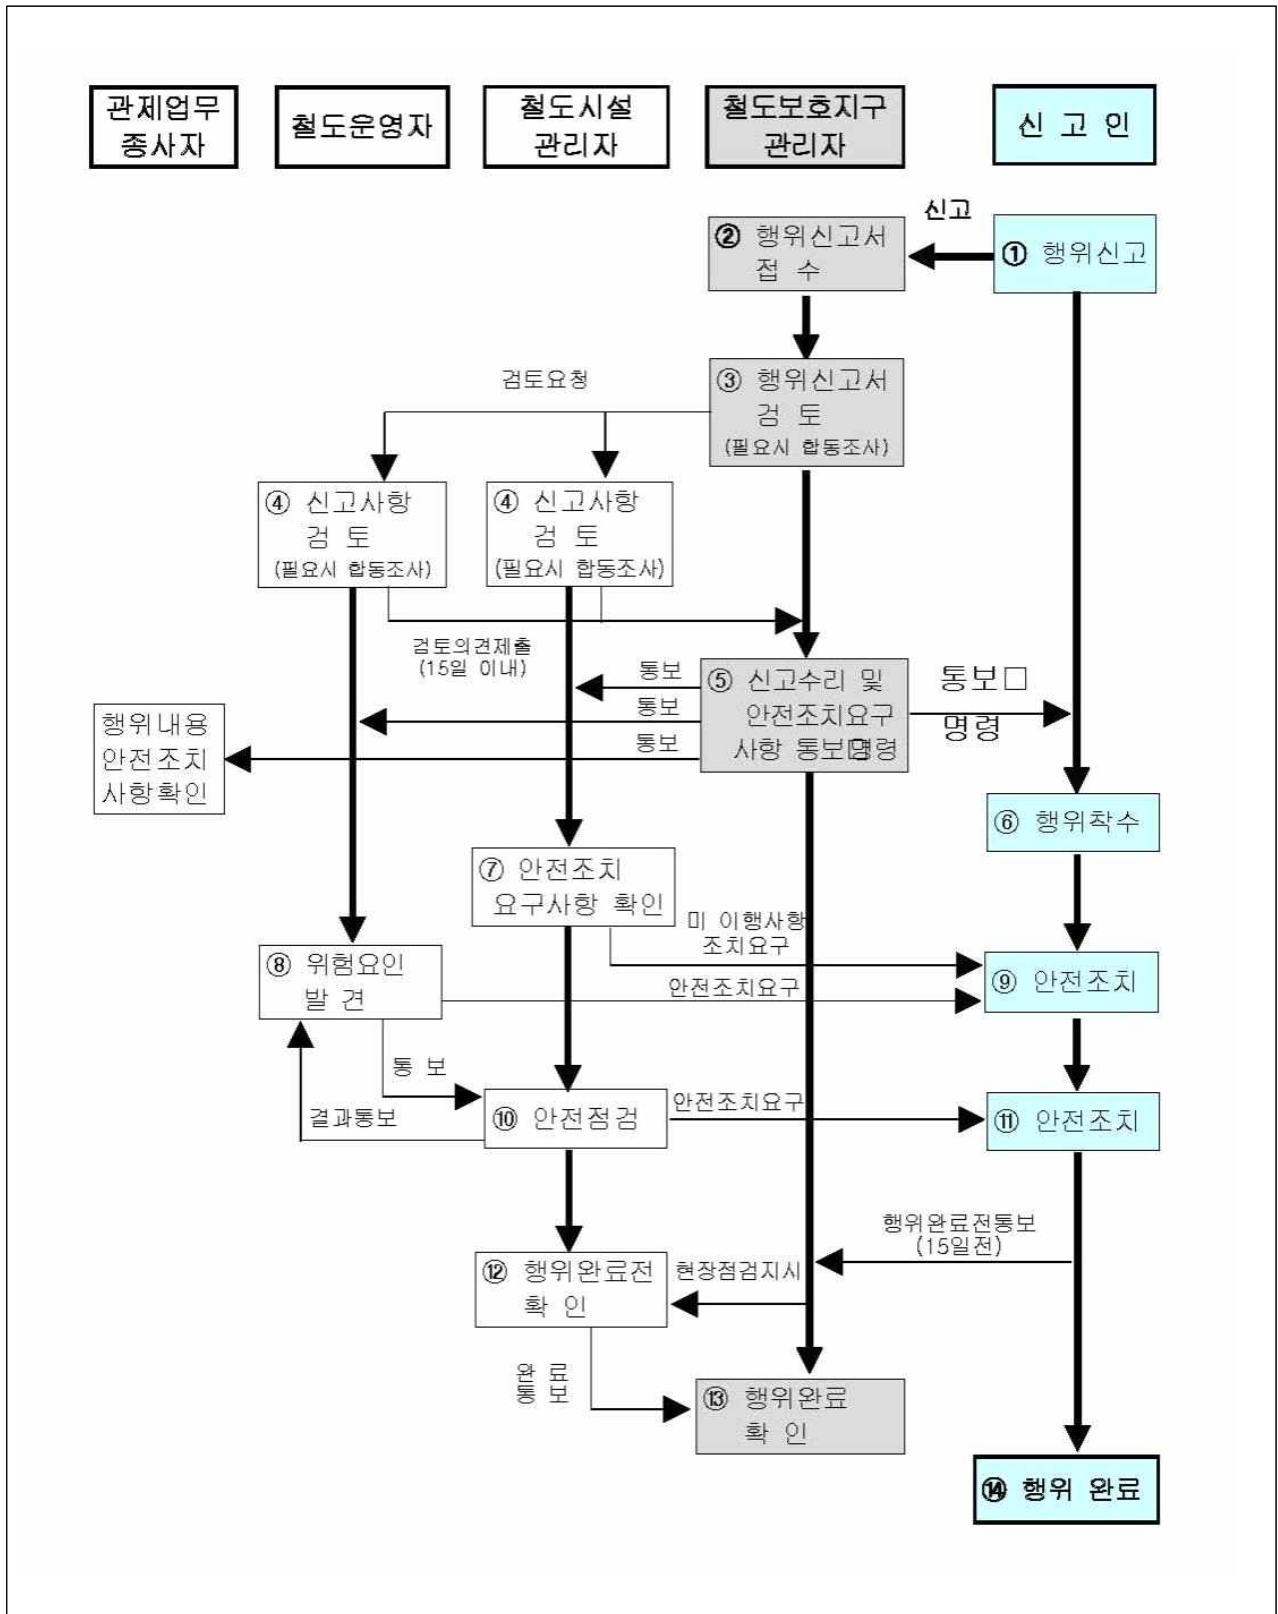 관제업무
종사자
철도운영자
철도시설
관리자
철도보호지구
관리자
신 고 인
신고
② 행위신고서
접 수
① 행위신고
검토요청
③ 행위신고서
검 토
(필요시 합동조사)
④ 신고사항
검 토
(필요시 합동조사)
④ 신고사항
검 토
(필요시 합동조사)
검토의견제출
(15일 이내)
통보
통보
통보
⑤ 신고수리 및
안전조치요구
사항 통보□명령
통보□
명령
행위내용
안전조치
사항확인
⑥ 행위착수
⑦ 안전조치
요구사항 확인
미 이행사항
조치요구
⑧ 위험요인
발 견
안전조치요구
⑨ 안전조치
통 보
결과통보
⑩ 안전점검
안전조치요구
⑪ 안전조치
행위완료전통보
(15일전)
⑫ 행위완료전
확 인
현장점검지시
완 료
통 보
⑬ 행위완료
확 인
⑭ 행위 완료